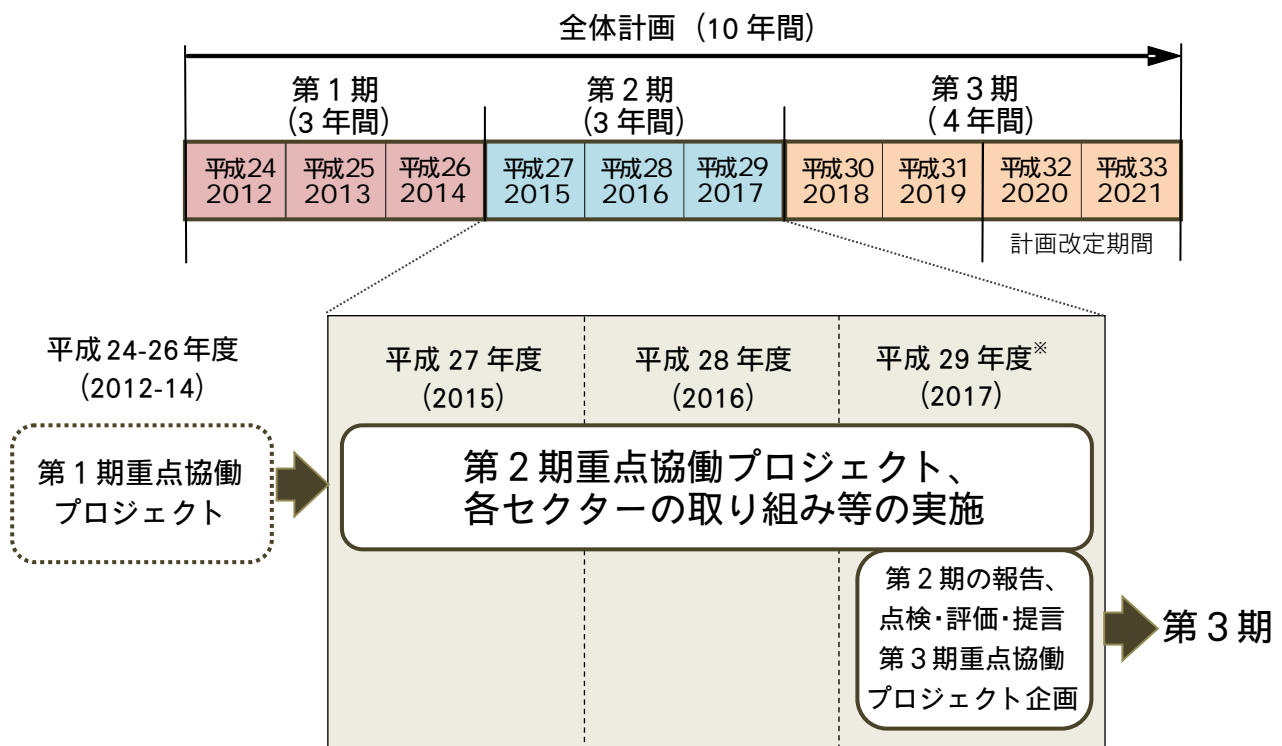 全体計画（10年間）
第1期
（3年間）
第2期
（3年間）
第3期
（4年間）
平成24
2012
平成25
2013
平成26
2014
平成27
2015
平成28
2016
平成29
2017
平成30
2018
平成31
2019
平成32
2020
平成33
2021
計画改定期間
平成24-26年度
（2012-14）
平成27年度
（2015）
平成28年度
（2016）
平成29年度※
（2017）
第1期重点協働
プロジェクト
第2期重点協働プロジェクト、
各セクターの取り組み等の実施
第2期の報告、
点検・評価・提言
第3期重点協働
プロジェクト企画
第3期